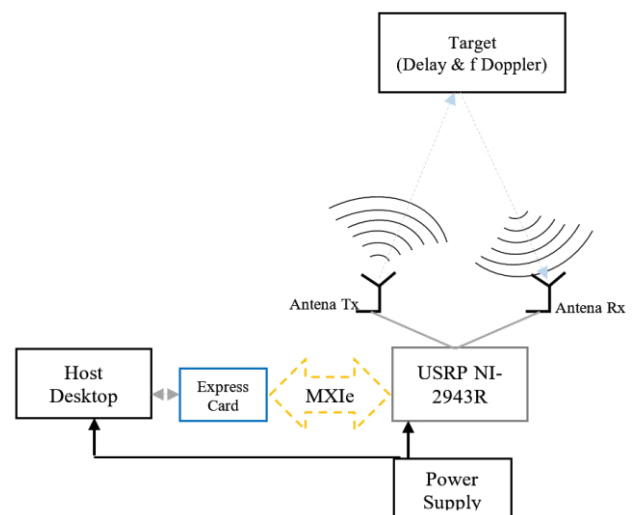 Target
(Delay & f Doppler)
Antena Tx
Antena Rx
Host
Desktop
Express
Card
MXIe
USRP NI-
2943R
Power
Supply